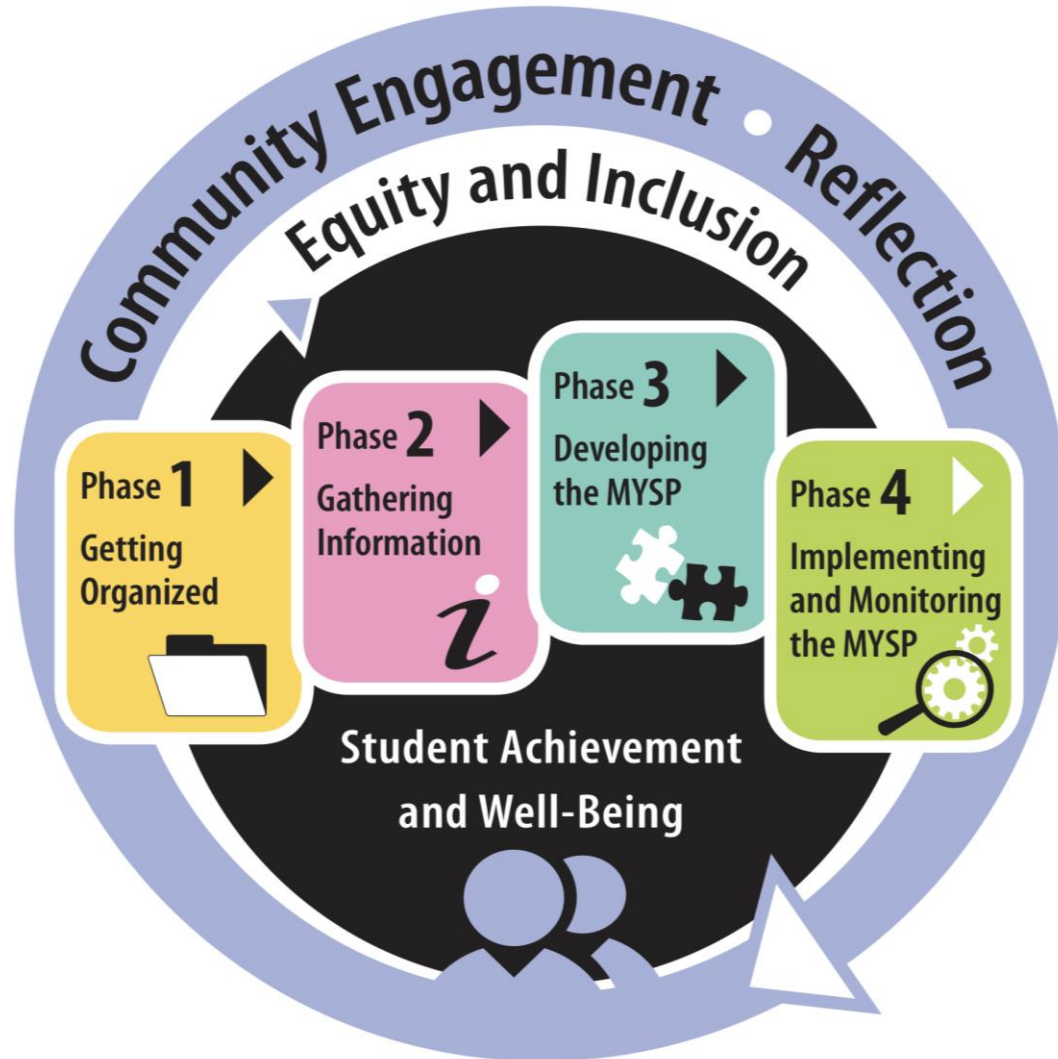 Community Engagement • Reflection
Equity and Inclusion
Phase 1
Getting
Organized
Phase 2
Gathering
Information
i
Phase 3
Developing
the MYSP
Phase 4
Implementing
and Monitoring
the MYSP
Student Achievement
and Well-Being